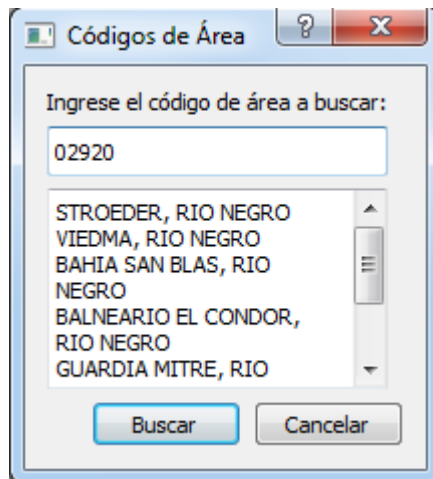 Códigos de Área
Ingrese el código de área a buscar:
02920
STROEDER, RIO NEGRO
VIEDMA, RIO NEGRO
BAHIA SAN BLAS, RIO
NEGRO
BALNEARIO EL CONDOR,
RIO NEGRO
GUARDIA MITRE, RIO
Buscar
Cancelar